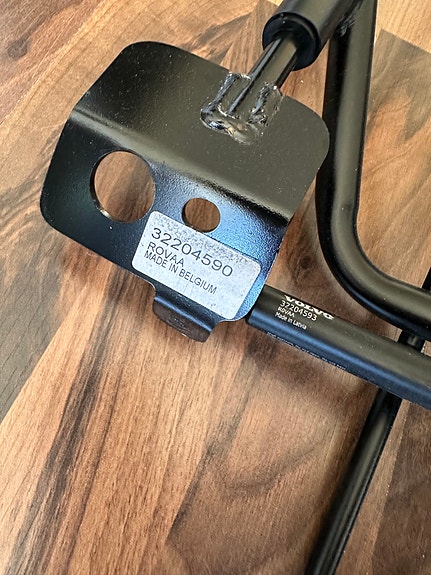 32204590
ROVAA
MADE IN BELGIUM
VOLVO
32204593
ROVAA
Made in Latvia